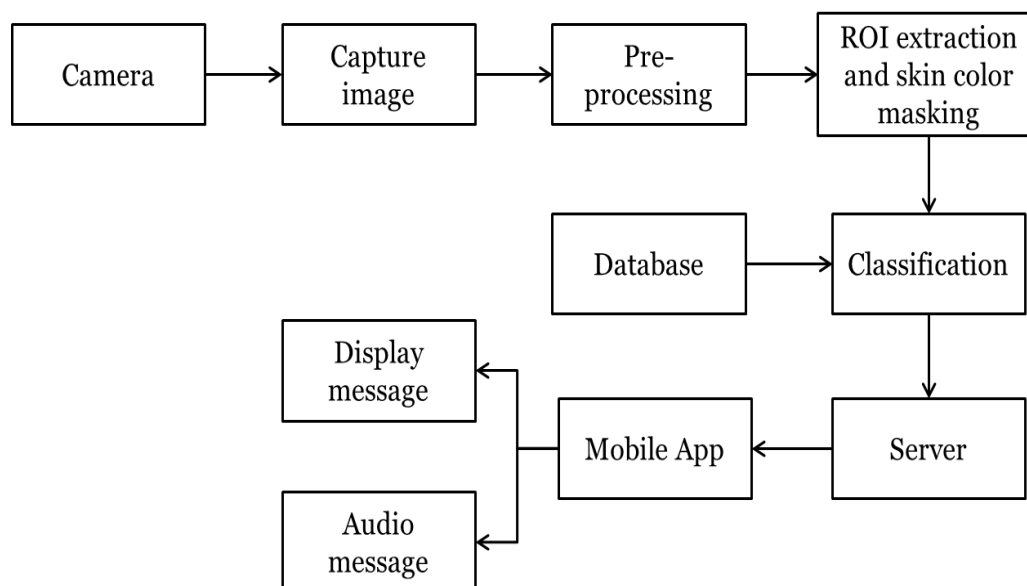 Camera
Capture
image
Pre-
processing
ROI extraction
and skin color
masking
Database
Classification
Display
message
Mobile App
Server
Audio
message